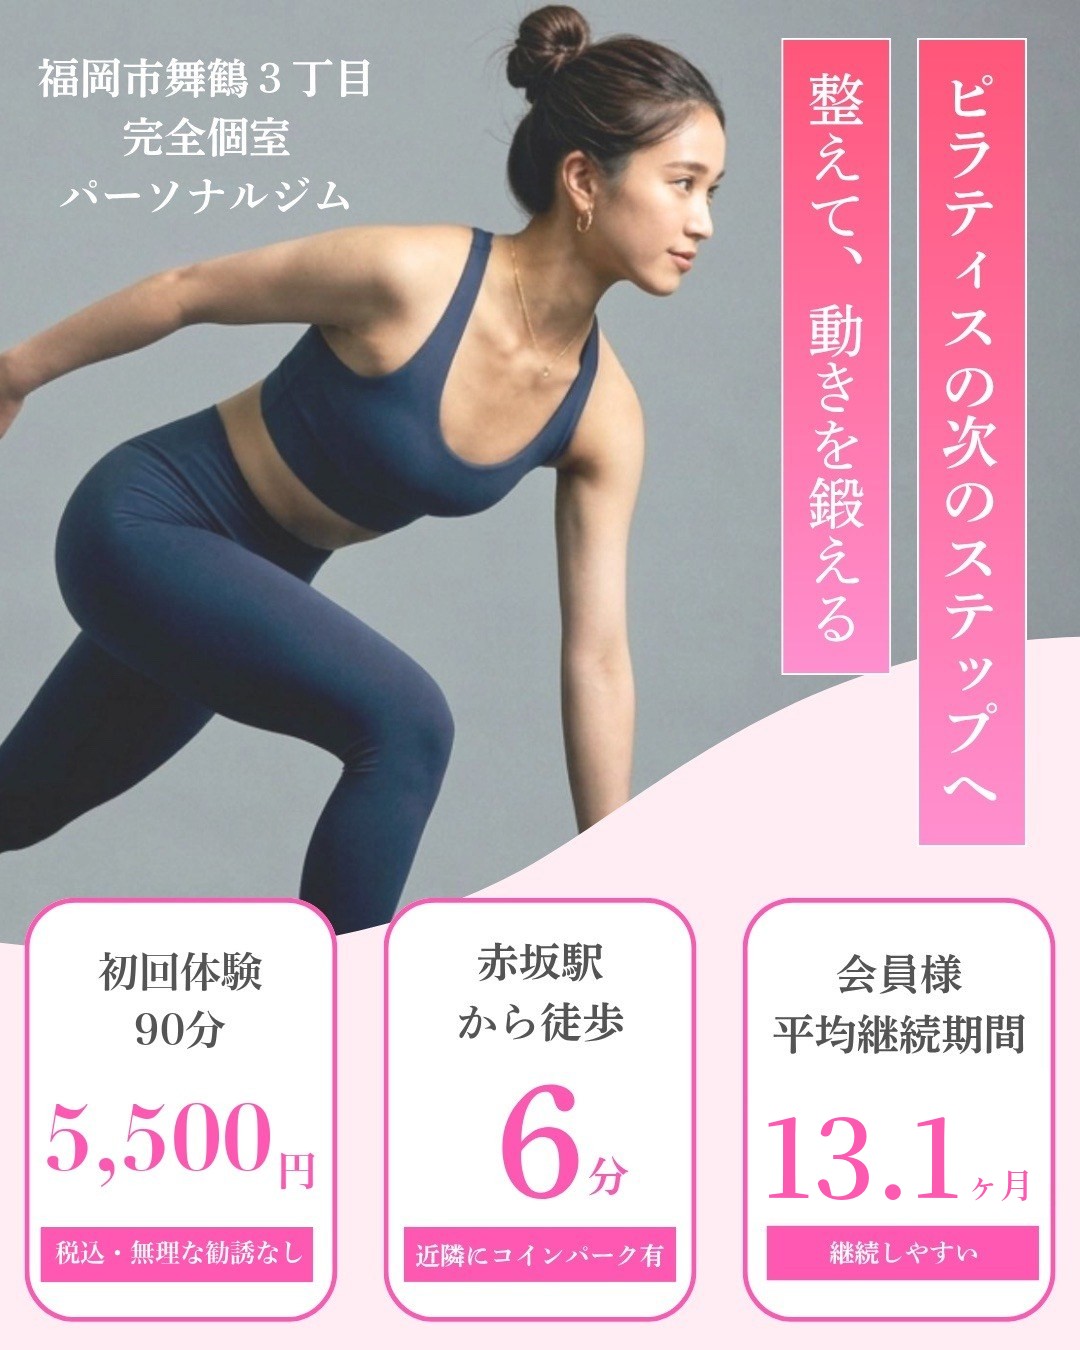 福岡市舞鶴３丁目
完全個室
パーソナルジム
ピラティスの次のステップへ
整えて、動きを鍛える
初回体験
90分
5,500円
税込・無理な勧誘なし
赤坂駅
から徒歩
6分
近隣にコインパーク有
会員様
平均継続期間
13.1ヶ月
継続しやすい